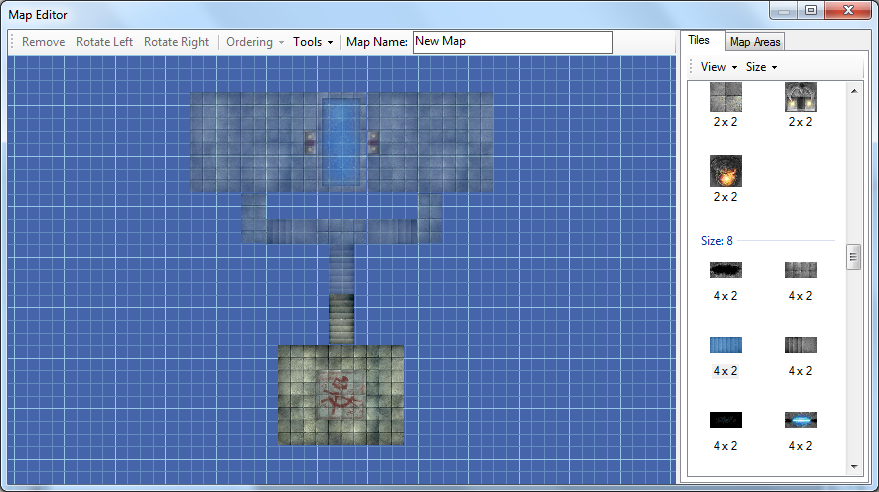 Map Editor
Remove Rotate Left Rotate Right Ordering Tools Map Name: New Map
Tiles Map Areas
View Size
2 x 2 2 x 2
2 x 2
Size: 8
4 x 2 4 x 2
4 x 2 4 x 2
4 x 2 4 x 2